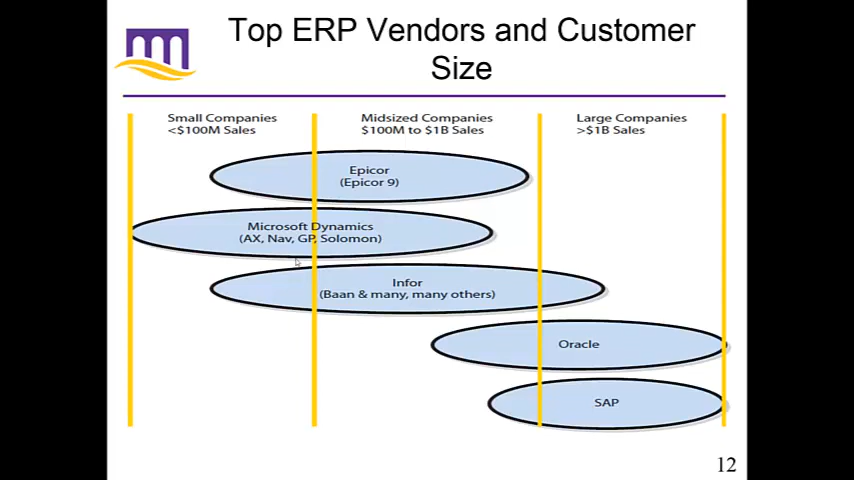 Top ERP Vendors and Customer
Size
Small Companies
<$100M Sales
Midsized Companies
$100M to $1B Sales
Large Companies
>$1B Sales
Epicor
(Epicor 9)
Microsoft Dynamics
(AX, Nav, GP, Solomon)
Infor
(Baan & many, many others)
Oracle
SAP
12